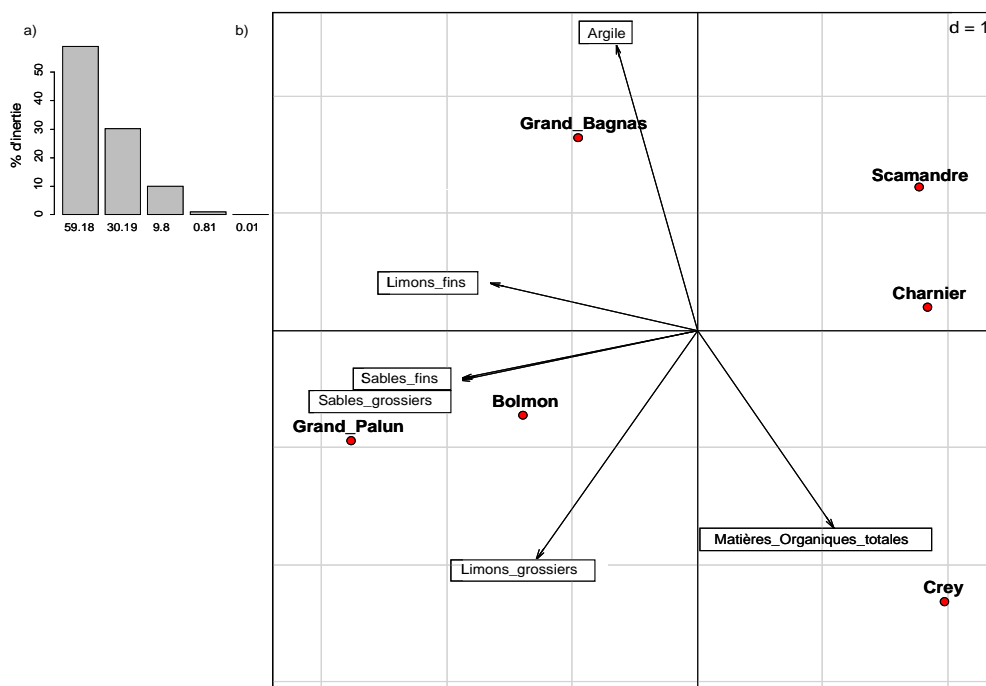 a)
b)
d = 1
% d'inertie
50
40
30
20
10
0
59.18 30.19 9.8 0.81 0.01
Argile
Grand_Bagnas
Scamandre
Limons_fins
Charnier
Sables_fins
Sables_grossiers
Bolmon
Grand_Palun
Matières_Organiques_totales
Limons_grossiers
Crey